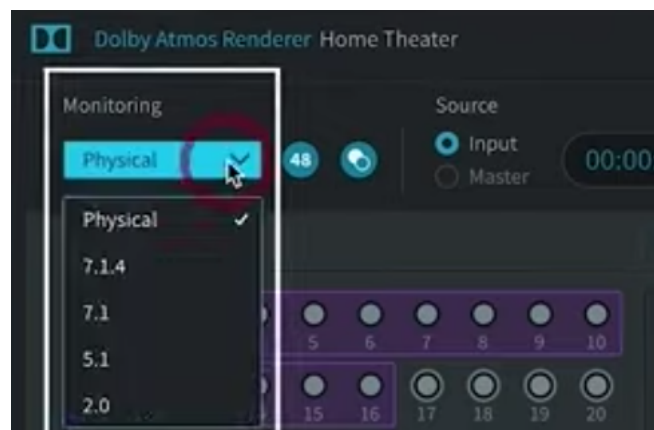 Dolby Atmos Renderer Home Theater
Monitoring
Source
Physical
48
Input
Master
00:00
Physical
7.1.4
7.1
5.1
2.0
5 6 7 8 9 10
15 16 17 18 19 20